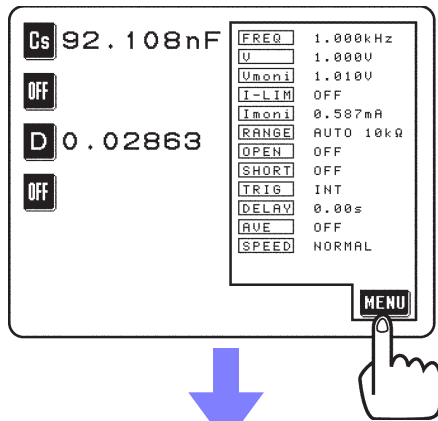 Cs 92.108nF
OFF
D 0.02863
OFF
FREQ 1.000kHz
V 1.000V
Vmoni 1.010V
I-LIM OFF
Imoni 0.587mA
RANGE AUTO 10kΩ
OPEN OFF
SHORT OFF
TRIG INT
DELAY 0.00s
AVE OFF
SPEED NORMAL
MENU